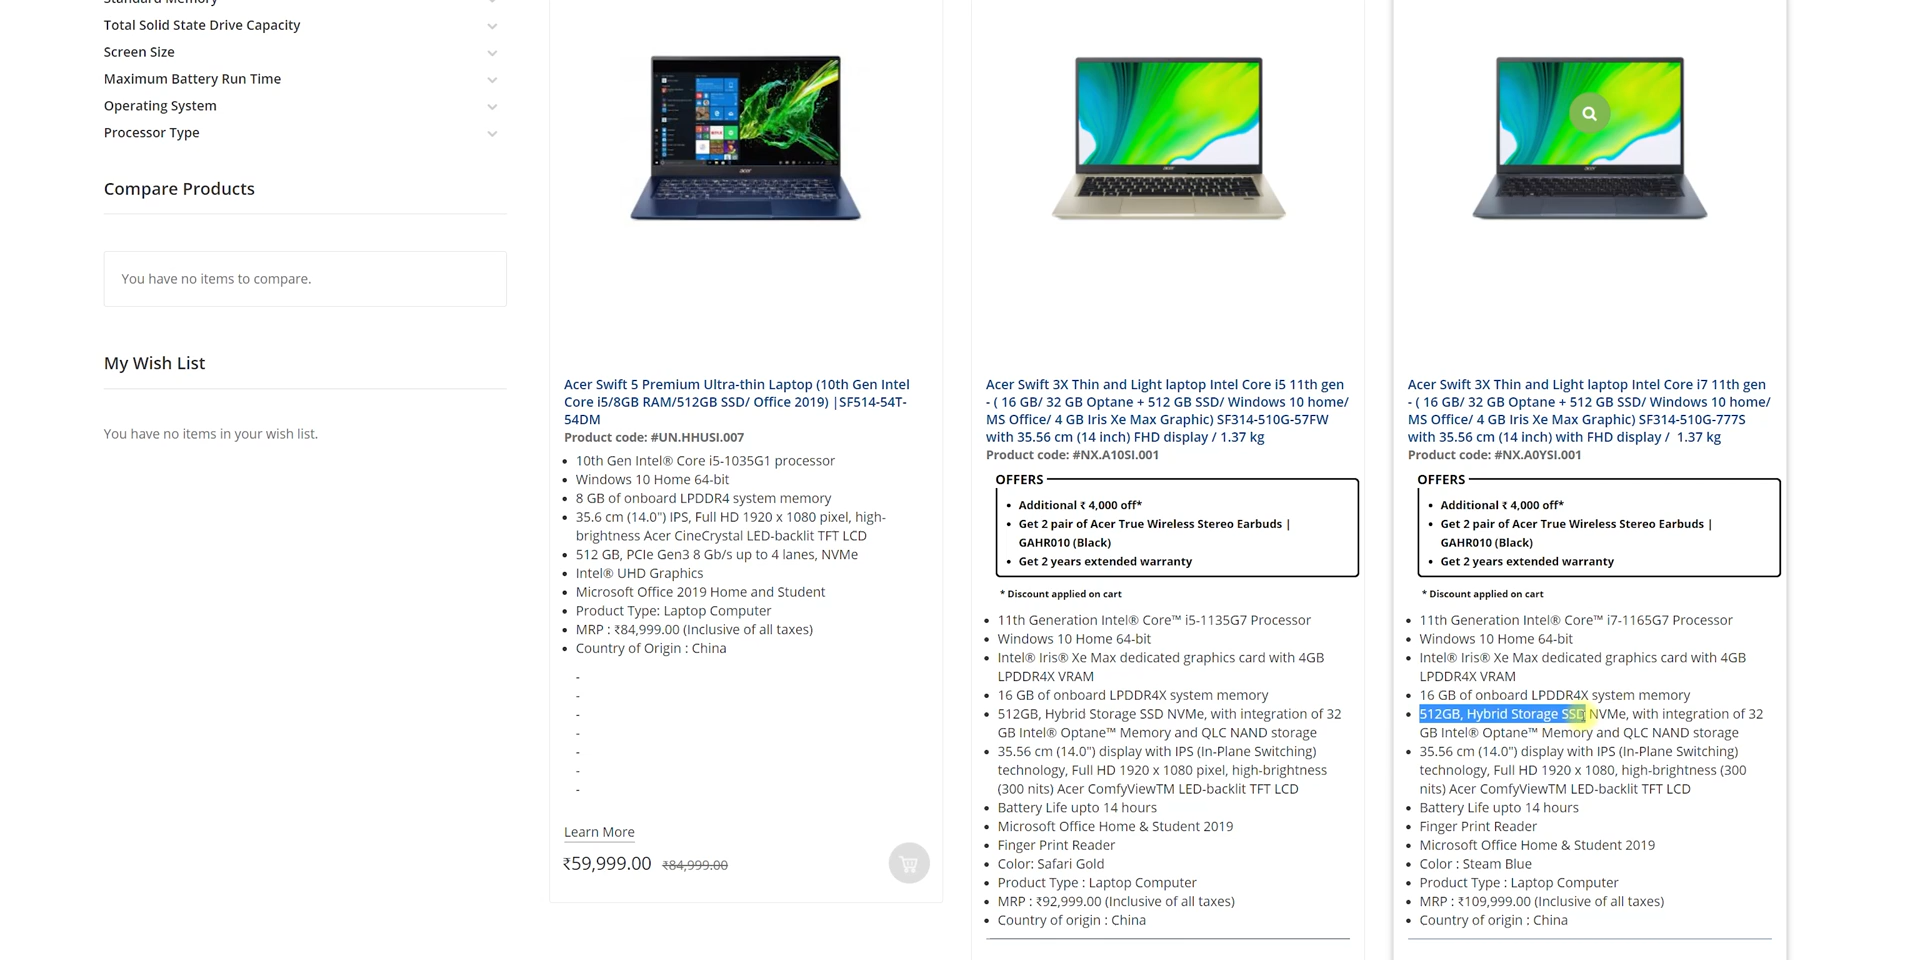 Standard Memory
Total Solid State Drive Capacity
Screen Size
Maximum Battery Run Time
Operating System
Processor Type
Compare Products
You have no items to compare.
My Wish List
You have no items in your wish list.
acer
Acer Swift 5 Premium Ultra-thin Laptop (10th Gen Intel
Core i5/8GB RAM/512GB SSD/ Office 2019) |SF514-54T-
54DM
Product code: #UN.HHUSI.007
• 10th Gen Intel® Core i5-1035G1 processor
• Windows 10 Home 64-bit
• 8 GB of onboard LPDDR4 system memory
• 35.6 cm (14.0") IPS, Full HD 1920 x 1080 pixel, high-
brightness Acer CineCrystal LED-backlit TFT LCD
• 512 GB, PCIe Gen3 8 Gb/s up to 4 lanes, NVMe
• Intel® UHD Graphics
• Microsoft Office 2019 Home and Student
• Product Type: Laptop Computer
• MRP : ₹84,999.00 (Inclusive of all taxes)
• Country of Origin : China
-
-
-
-
-
-
-
Learn More
₹59,999.00 ₹84,999.00
acer
Acer Swift 3X Thin and Light laptop Intel Core i5 11th gen
- ( 16 GB/ 32 GB Optane + 512 GB SSD/ Windows 10 home/
MS Office/ 4 GB Iris Xe Max Graphic) SF314-510G-57FW
with 35.56 cm (14 inch) FHD display / 1.37 kg
Product code: #NX.A10SI.001
OFFERS
• Additional ₹ 4,000 off*
• Get 2 pair of Acer True Wireless Stereo Earbuds |
GAHR010 (Black)
• Get 2 years extended warranty
* Discount applied on cart
• 11th Generation Intel® Core™ i5-1135G7 Processor
• Windows 10 Home 64-bit
• Intel® Iris® Xe Max dedicated graphics card with 4GB
LPDDR4X VRAM
• 16 GB of onboard LPDDR4X system memory
• 512GB, Hybrid Storage SSD NVMe, with integration of 32
GB Intel® Optane™ Memory and QLC NAND storage
• 35.56 cm (14.0") display with IPS (In-Plane Switching)
technology, Full HD 1920 x 1080 pixel, high-brightness
(300 nits) Acer ComfyViewTM LED-backlit TFT LCD
• Battery Life upto 14 hours
• Microsoft Office Home & Student 2019
• Finger Print Reader
• Color: Safari Gold
• Product Type : Laptop Computer
• MRP : ₹92,999.00 (Inclusive of all taxes)
• Country of origin : China
acer
Acer Swift 3X Thin and Light laptop Intel Core i7 11th gen
- ( 16 GB/ 32 GB Optane + 512 GB SSD/ Windows 10 home/
MS Office/ 4 GB Iris Xe Max Graphic) SF314-510G-777S
with 35.56 cm (14 inch) with FHD display / 1.37 kg
Product code: #NX.A0YSI.001
OFFERS
• Additional ₹ 4,000 off*
• Get 2 pair of Acer True Wireless Stereo Earbuds |
GAHR010 (Black)
• Get 2 years extended warranty
* Discount applied on cart
• 11th Generation Intel® Core™ i7-1165G7 Processor
• Windows 10 Home 64-bit
• Intel® Iris® Xe Max dedicated graphics card with 4GB
LPDDR4X VRAM
• 16 GB of onboard LPDDR4X system memory
• 512GB, Hybrid Storage SSD NVMe, with integration of 32
GB Intel® Optane™ Memory and QLC NAND storage
• 35.56 cm (14.0") display with IPS (In-Plane Switching)
technology, Full HD 1920 x 1080, high-brightness (300
nits) Acer ComfyViewTM LED-backlit TFT LCD
• Battery Life upto 14 hours
• Finger Print Reader
• Microsoft Office Home & Student 2019
• Color : Steam Blue
• Product Type : Laptop Computer
• MRP : ₹109,999.00 (Inclusive of all taxes)
• Country of origin : China